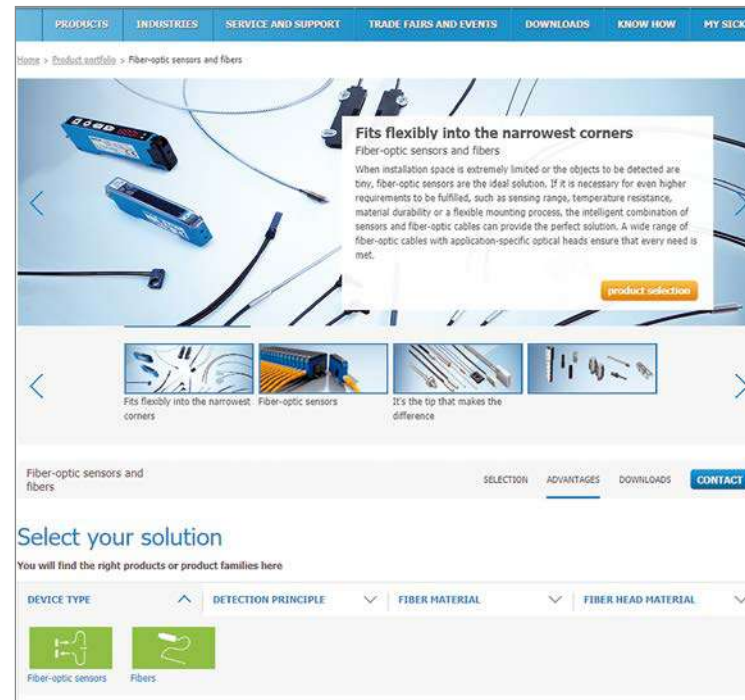 PRODUCTS INDUSTRIES SERVICE AND SUPPORT TRADE FAIRS AND EVENTS DOWNLOADS KNOW HOW MY SICK
Home > Product portfolio > Fiber-optic sensors and fibers
Fits flexibly into the narrowest corners
Fiber-optic sensors and fibers
When installation space is extremely limited or the objects to be detected are
tiny, fiber-optic sensors are the ideal solution. If it is necessary for even higher
requirements to be fulfilled, such as sensing range, temperature resistance,
material durability or a flexible mounting process, the intelligent combination of
sensors and fiber-optic cables can provide the perfect solution. A wide range of
fiber-optic cables with application-specific optical heads ensure that every need is
met.
product selection
Fits flexibly into the narrowest
corners
Fiber-optic sensors
It's the tip that makes the
difference
Fiber-optic sensors and
fibers
SELECTION ADVANTAGES DOWNLOADS CONTACT
Select your solution
You will find the right products or product families here
DEVICE TYPE DETECTION PRINCIPLE FIBER MATERIAL FIBER HEAD MATERIAL
Fiber-optic sensors Fibers